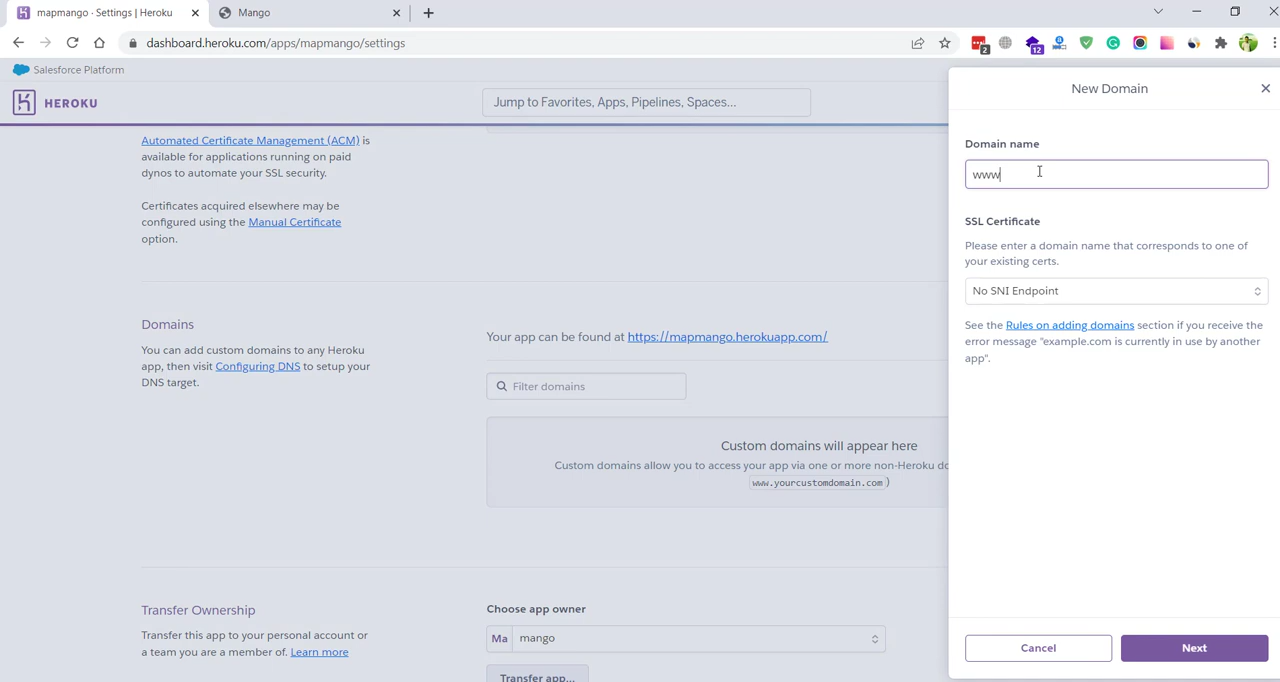 mapmango · Settings | Heroku
Mango
dashboard.heroku.com/apps/mapmango/settings
2
12
Salesforce Platform
HEROKU
Jump to Favorites, Apps, Pipelines, Spaces...
Automated Certificate Management (ACM) is
available for applications running on paid
dynos to automate your SSL security.
Certificates acquired elsewhere may be
configured using the Manual Certificate
option.
Domains
You can add custom domains to any Heroku
app, then visit Configuring DNS to setup your
DNS target.
Your app can be found at https://mapmango.herokuapp.com/
Filter domains
Custom domains will appear here
Custom domains allow you to access your app via one or more non-Heroku do
www.yourcustomdomain.com )
Transfer Ownership
Transfer this app to your personal account or
a team you are a member of. Learn more
Choose app owner
Ma mango
Transfer app...
New Domain
Domain name
www
SSL Certificate
Please enter a domain name that corresponds to one of
your existing certs.
No SNI Endpoint
See the Rules on adding domains section if you receive the
error message "example.com is currently in use by another
app".
Cancel
Next